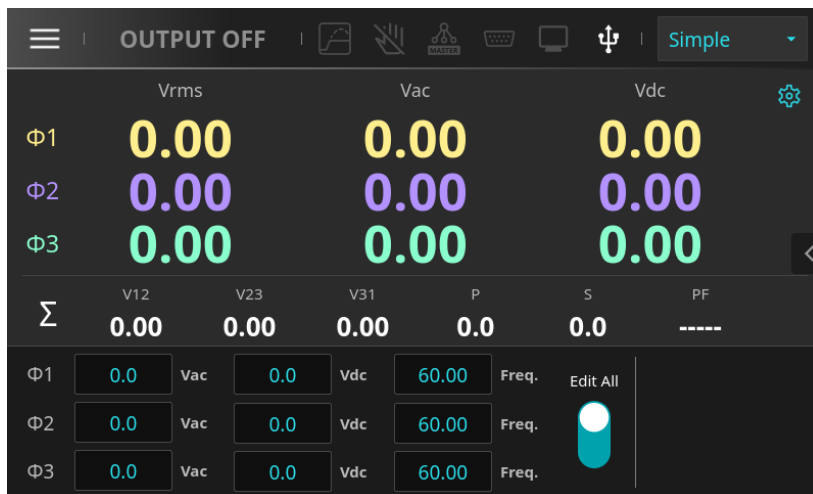 OUTPUT OFF MASTER Simple
Vrms Vac Vdc
Φ1 0.00 0.00 0.00
Φ2 0.00 0.00 0.00
Φ3 0.00 0.00 0.00
V12 V23 V31 P S PF
Σ 0.00 0.00 0.00 0.0 0.0 -----
Φ1 0.0 Vac 0.0 Vdc 60.00 Freq. Edit All
Φ2 0.0 Vac 0.0 Vdc 60.00 Freq.
Φ3 0.0 Vac 0.0 Vdc 60.00 Freq.